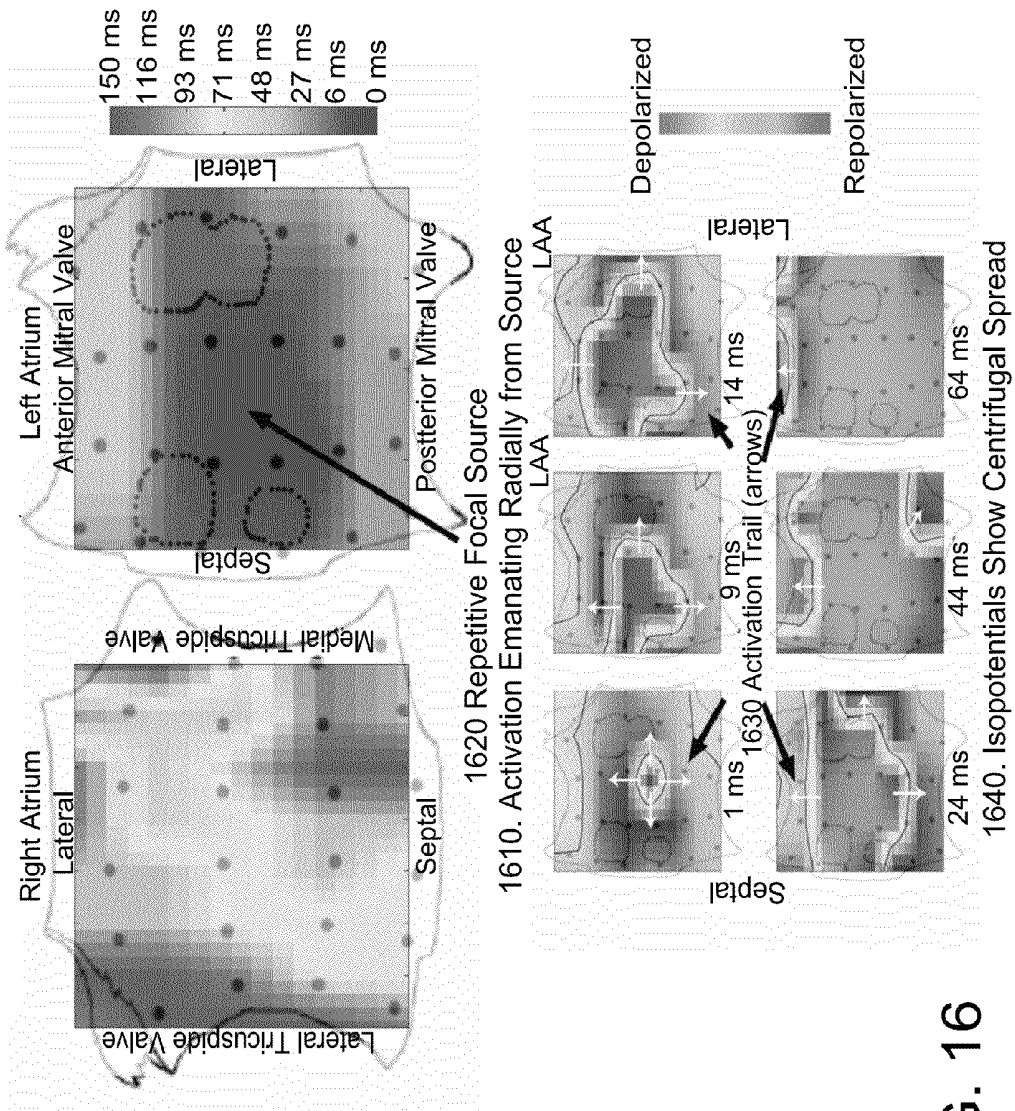 Right Atrium
Lateral
Lateral Tricuspide Valve
Medial Tricuspide Valve
Septal
Left Atrium
Anterior Mitral Valve
Septal
Lateral
Posterior Mitral Valve
150 ms
116 ms
93 ms
71 ms
48 ms
27 ms
6 ms
0 ms
1620 Repetitive Focal Source
1610. Activation Emanating Radially from Source
LAA
LAA
Septal
Lateral
1 ms
9 ms
14 ms
1630 Activation Trail (arrows)
24 ms
44 ms
64 ms
Depolarized
Repolarized
1640. Isopotentials Show Centrifugal Spread
G. 16